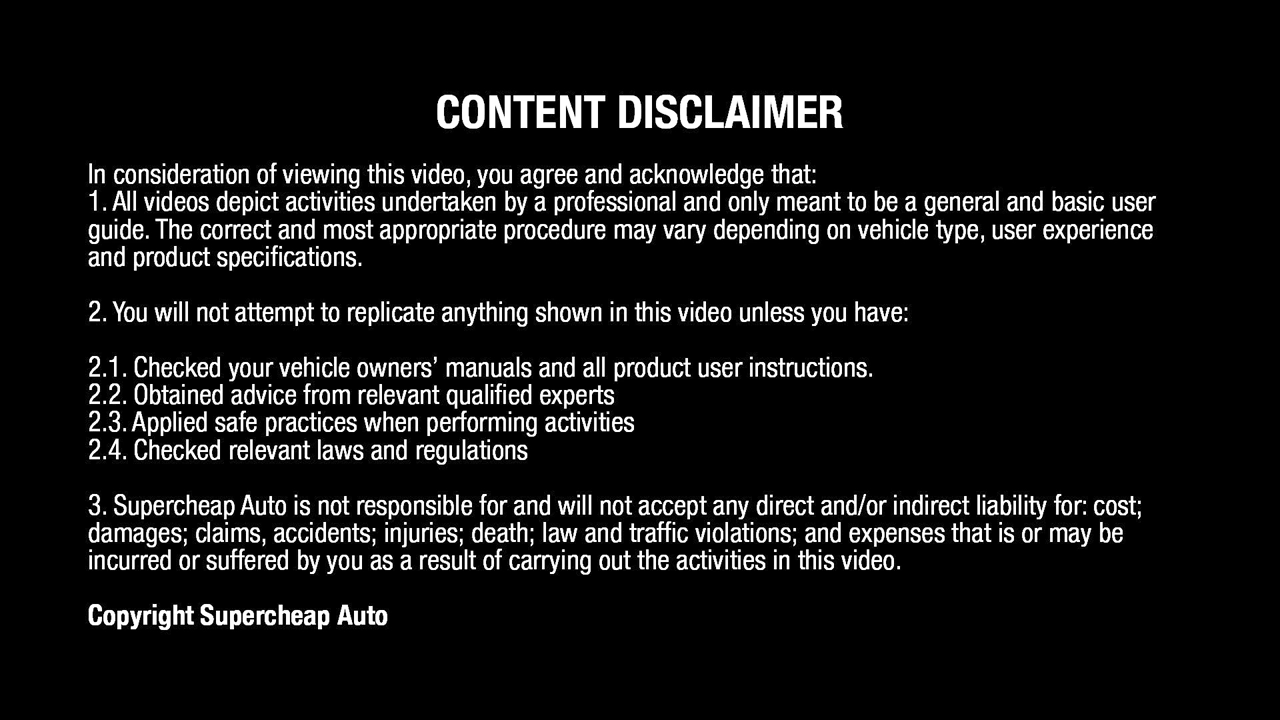 CONTENT DISCLAIMER
In consideration of viewing this video, you agree and acknowledge that:
1. All videos depict activities undertaken by a professional and only meant to be a general and basic user
guide. The correct and most appropriate procedure may vary depending on vehicle type, user experience
and product specifications.
2. You will not attempt to replicate anything shown in this video unless you have:
2.1. Checked your vehicle owners’ manuals and all product user instructions.
2.2. Obtained advice from relevant qualified experts
2.3. Applied safe practices when performing activities
2.4. Checked relevant laws and regulations
3. Supercheap Auto is not responsible for and will not accept any direct and/or indirect liability for: cost;
damages; claims, accidents; injuries; death; law and traffic violations; and expenses that is or may be
incurred or suffered by you as a result of carrying out the activities in this video.
Copyright Supercheap Auto